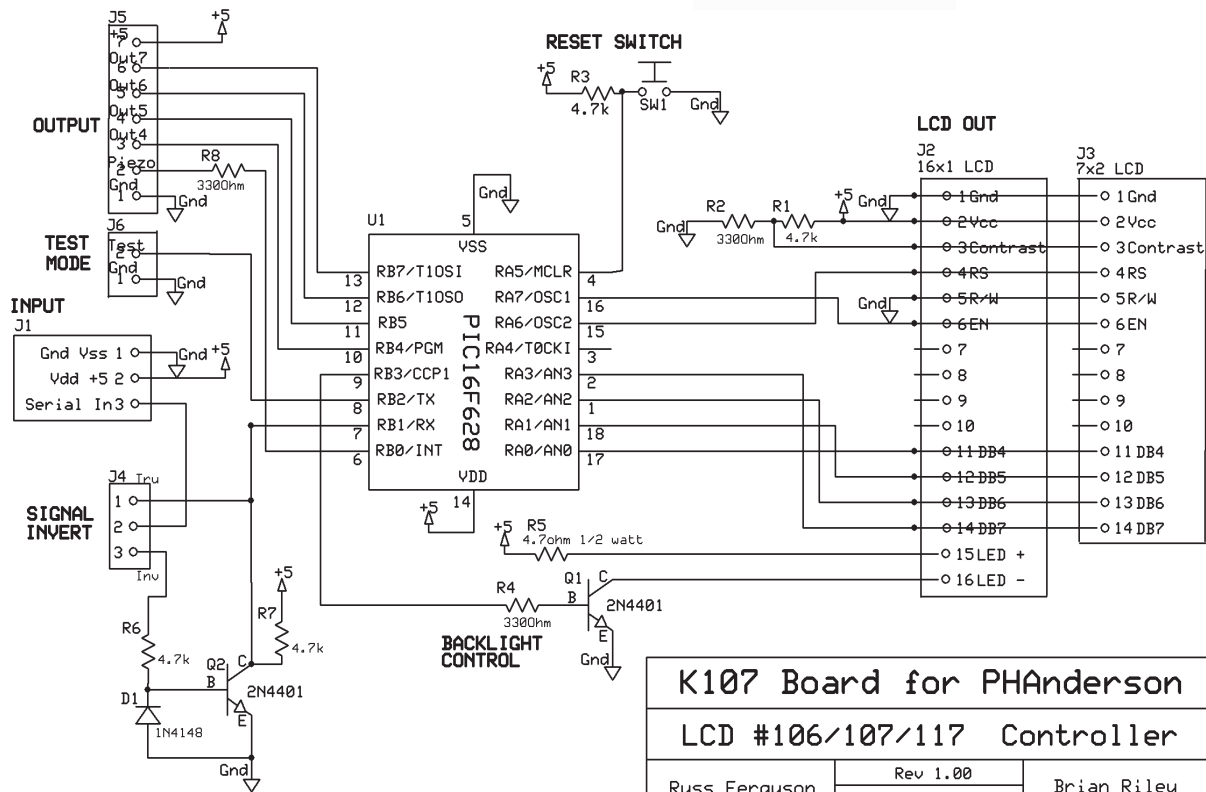 J5
+5
7
+5
Out7
6
Out6
5
Out5
4
Out4
3
Piezo
2
Gnd
1
Gnd
OUTPUT
R8
330Ohm
J6
Test
2
Gnd
1
Gnd
TEST
MODE
INPUT
J1
Gnd Vss 1
Vdd +5 2
Serial In3
Gnd
+5
J4
Tru
1
2
3
Inv
SIGNAL
INVERT
R6
4.7k
D1
1N4148
Q2
C
B
E
2N4401
Gnd
+5
R7
4.7k
RESET SWITCH
+5
R3
4.7k
SW1
Gnd
Gnd
U1
5
VSS
RB7/T1OSI
13
RB6/T1OSO
12
RB5
11
RB4/PGM
10
RB3/CCP1
9
RB2/TX
8
RB1/RX
7
RB0/INT
6
PIC16F628
RA5/MCLR
4
RA7/OSC1
16
RA6/OSC2
15
RA4/T0CKI
3
RA3/AN3
2
RA2/AN2
1
RA1/AN1
18
RA0/AN0
17
VDD
14
+5
R2
330Ohm
Gnd
R1
4.7k
+5
Gnd
Gnd
+5
R5
4.7ohm 1/2 watt
R4
330Ohm
BACKLIGHT
CONTROL
Q1
C
B
E
2N4401
Gnd
LCD OUT
J2
16x1 LCD
1 Gnd
2 Vcc
3 Contrast
4 RS
5 R/W
6 EN
7
8
9
10
11 DB4
12 DB5
13 DB6
14 DB7
15 LED +
16 LED -
J3
7x2 LCD
1 Gnd
2 Vcc
3 Contrast
4 RS
5 R/W
6 EN
7
8
9
10
11 DB4
12 DB5
13 DB6
14 DB7
K107 Board for PHAnderson
LCD #106/107/117 Controller
Russ Ferguson
Rev 1.00
Brian Riley